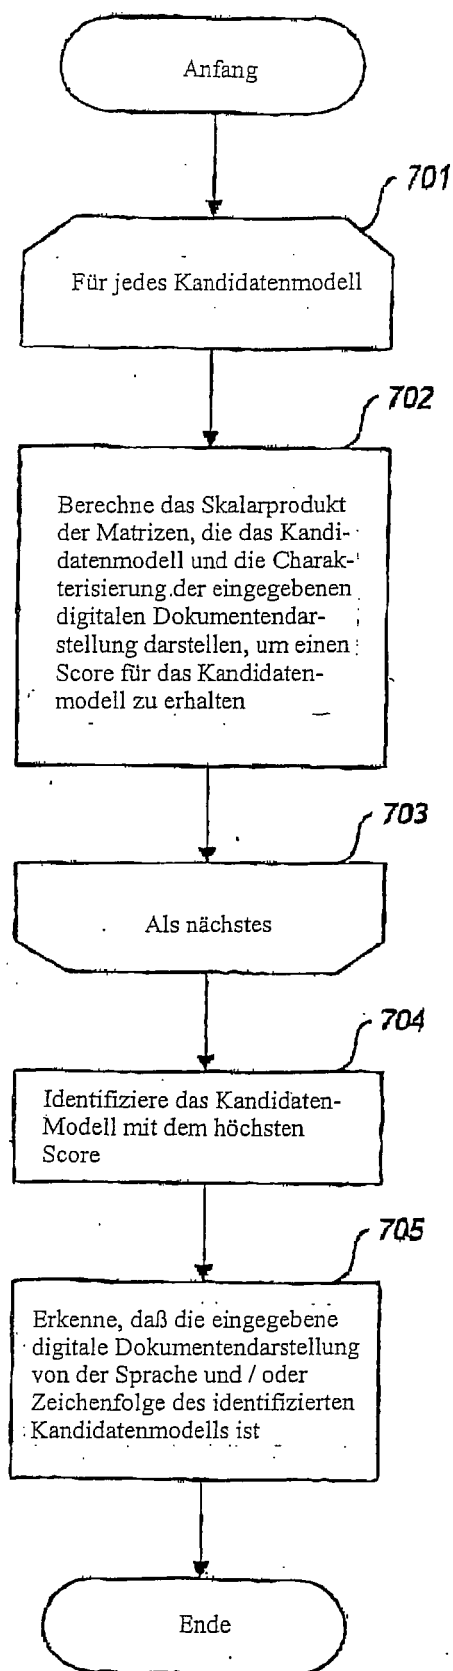 Anfang
701
Für jedes Kandidatenmodell
702
Berechne das Skalarprodukt
der Matrizen, die das Kandi-
datenmodell und die Charak-
terisierung der eingegebenen
digitalen Dokumentendar-
stellung darstellen, um einen
Score für das Kandidaten-
modell zu erhalten
703
Als nächstes
704
Identifiziere das Kandidaten-
Modell mit dem höchsten
Score
705
Erkenne, daß die eingegebene
digitale Dokumentendarstellung
von der Sprache und / oder
Zeichenfolge des identifizierten
Kandidatenmodells ist
Ende